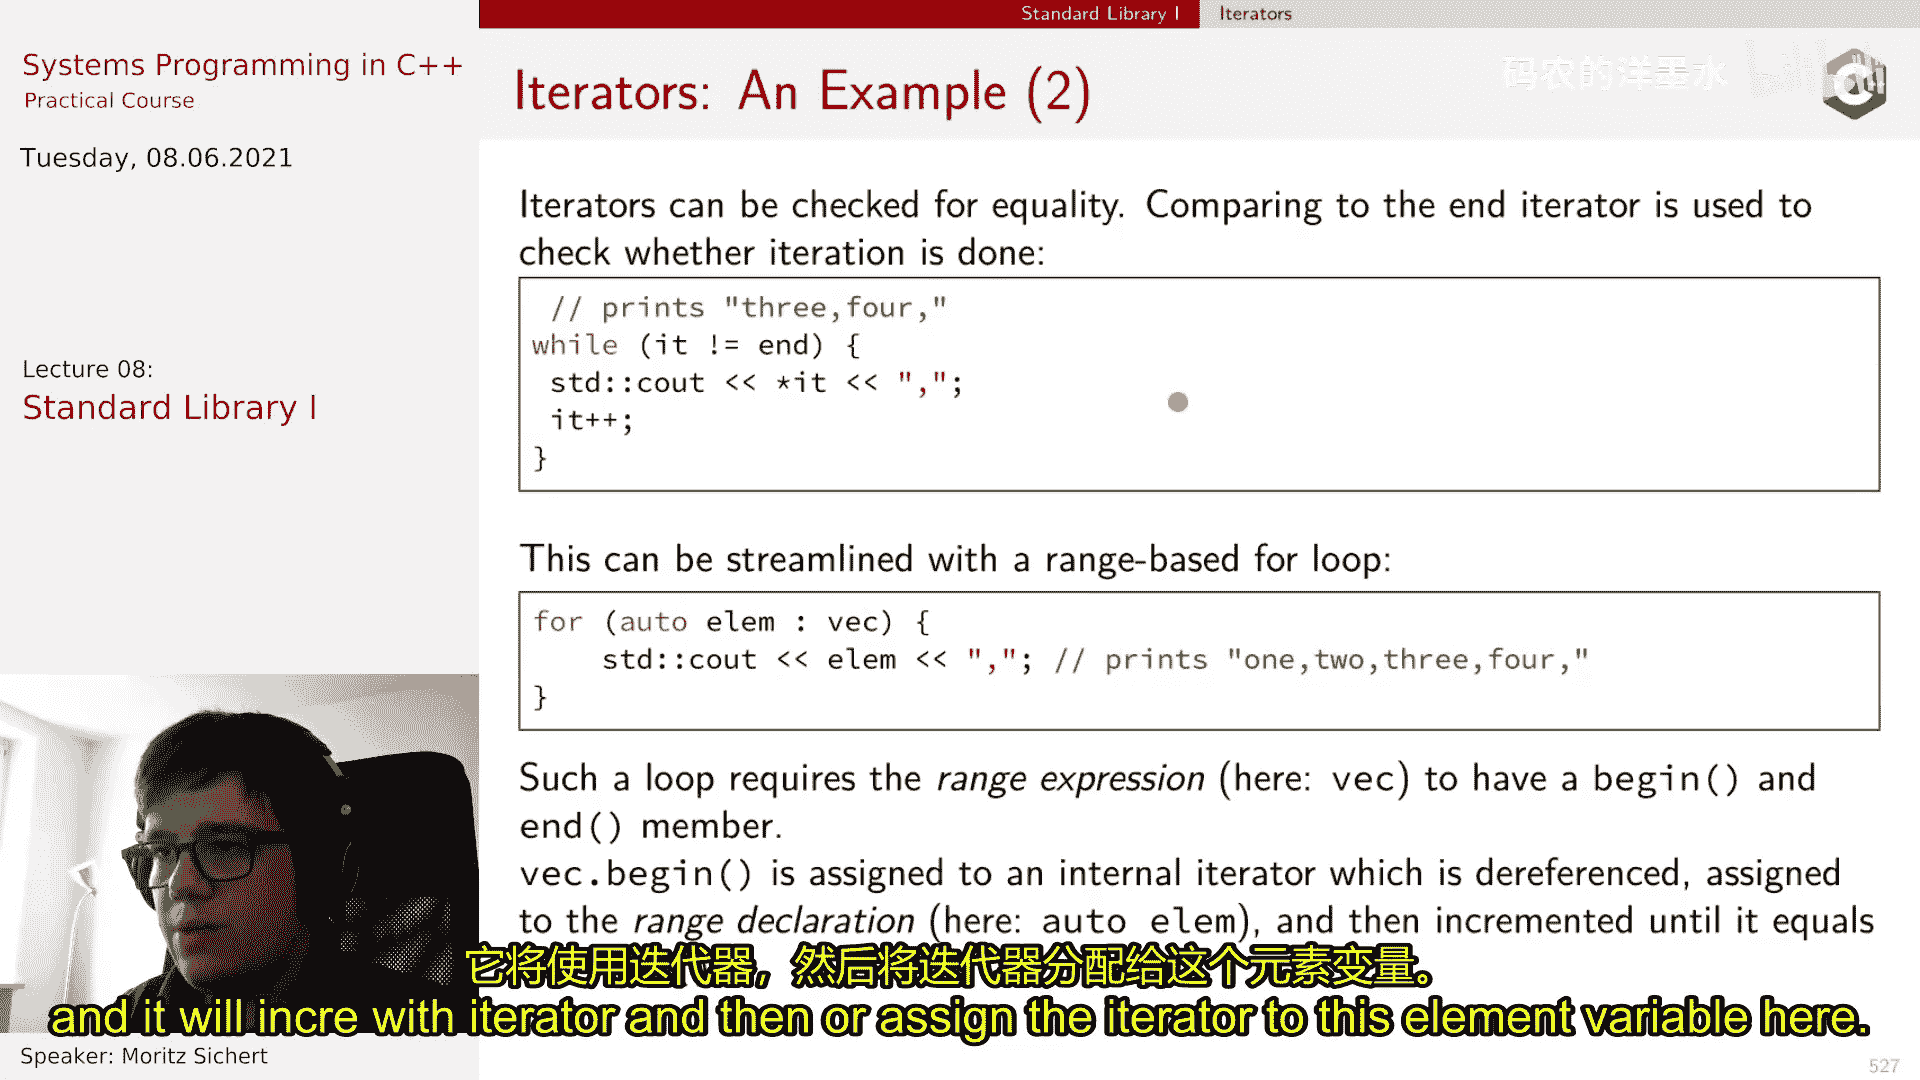 Standard Library I
Iterators
Systems Programming in C++
Practical Course
Tuesday, 08.06.2021
Lecture 08:
Standard Library I
Iterators: An Example (2)
码农的洋墨水
Iterators can be checked for equality. Comparing to the end iterator is used to
check whether iteration is done:
// prints "three,four,"
while (it != end) {
std::cout << *it << ",";
it++;
}
This can be streamlined with a range-based for loop:
for (auto elem : vec) {
std::cout << elem << ","; // prints "one,two,three,four,"
}
Such a loop requires the range expression (here: vec) to have a begin() and
end() member.
vec.begin() is assigned to an internal iterator which is dereferenced, assigned
to the range declaration (here: auto elem), and then incremented until it equals
它将使用迭代器，然后将迭代器分配给这个元素变量。
and it will incre with iterator and then or assign the iterator to this element variable here.
Speaker: Moritz Sichert
527